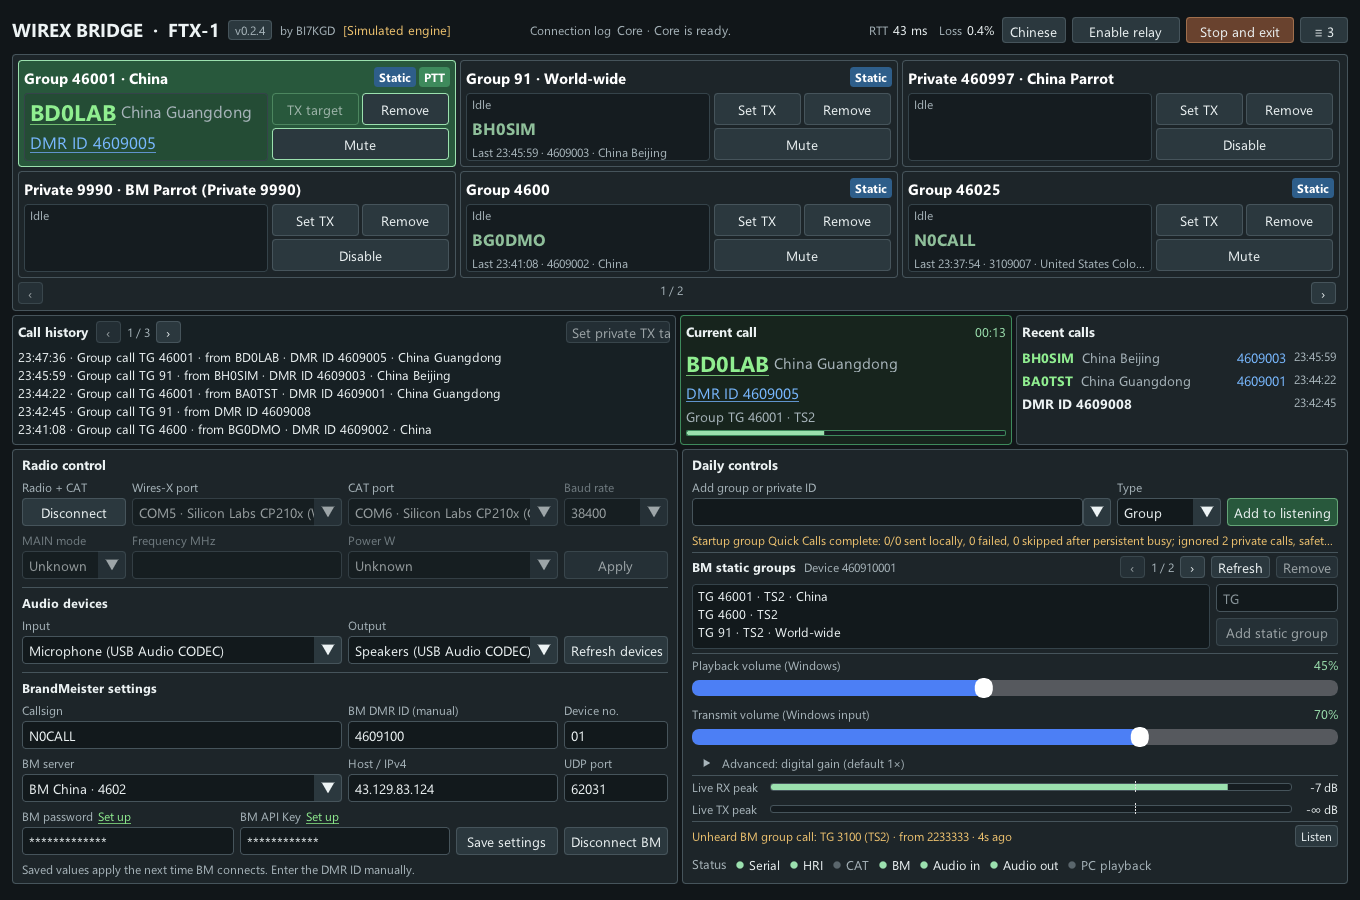 WIREX BRIDGE · FTX-1 v0.2.4 by BI7KGD [Simulated engine] Connection log Core · Core is ready. RTT 43 ms Loss 0.4% Chinese Enable relay Stop and exit ≡ 3
Group 46001 · China Static PTT
BD0LAB China Guangdong TX target Remove
DMR ID 4609005 Mute
Group 91 · World-wide Static
Idle Set TX Remove
BH0SIM
Last 23:45:59 · 4609003 · China Beijing Mute
Private 460997 · China Parrot
Idle Set TX Remove
Disable
Private 9990 · BM Parrot (Private 9990)
Idle Set TX Remove
Disable
Group 4600 Static
Idle Set TX Remove
BG0DMO
Last 23:41:08 · 4609002 · China Mute
Group 46025 Static
Idle Set TX Remove
N0CALL
Last 23:37:54 · 3109007 · United States Colo... Mute
‹ 1 / 2 ›
Call history ‹ 1 / 3 › Set private TX ta
23:47:36 · Group call TG 46001 · from BD0LAB · DMR ID 4609005 · China Guangdong
23:45:59 · Group call TG 91 · from BH0SIM · DMR ID 4609003 · China Beijing
23:44:22 · Group call TG 46001 · from BA0TST · DMR ID 4609001 · China Guangdong
23:42:45 · Group call TG 91 · from DMR ID 4609008
23:41:08 · Group call TG 4600 · from BG0DMO · DMR ID 4609002 · China
Current call 00:13
BD0LAB China Guangdong
DMR ID 4609005
Group TG 46001 · TS2
Recent calls
BH0SIM China Beijing 4609003 23:45:59
BA0TST China Guangdong 4609001 23:44:22
DMR ID 4609008 23:42:45
Radio control
Radio + CAT Wires-X port CAT port Baud rate
Disconnect COM5 · Silicon Labs CP210x (W COM6 · Silicon Labs CP210x (C 38400
MAIN mode Frequency MHz Power W
Unknown Unknown Apply
Audio devices
Input Output
Microphone (USB Audio CODEC) Speakers (USB Audio CODEC) Refresh devices
BrandMeister settings
Callsign BM DMR ID (manual) Device no.
N0CALL 4609100 01
BM server Host / IPv4 UDP port
BM China · 4602 43.129.83.124 62031
BM password Set up BM API Key Set up
************* ************ Save settings Disconnect BM
Saved values apply the next time BM connects. Enter the DMR ID manually.
Daily controls
Add group or private ID Type
Group Add to listening
Startup group Quick Calls complete: 0/0 sent locally, 0 failed, 0 skipped after persistent busy; ignored 2 private calls, safet...
BM static groups Device 460910001 ‹ 1 / 2 › Refresh Remove
TG 46001 · TS2 · China TG
TG 4600 · TS2
TG 91 · TS2 · World-wide Add static group
Playback volume (Windows) 45%
Transmit volume (Windows input) 70%
Advanced: digital gain (default 1×)
Live RX peak -7 dB
Live TX peak -∞ dB
Unheard BM group call: TG 3100 (TS2) · from 2233333 · 4s ago Listen
Status Serial HRI CAT BM Audio in Audio out PC playback